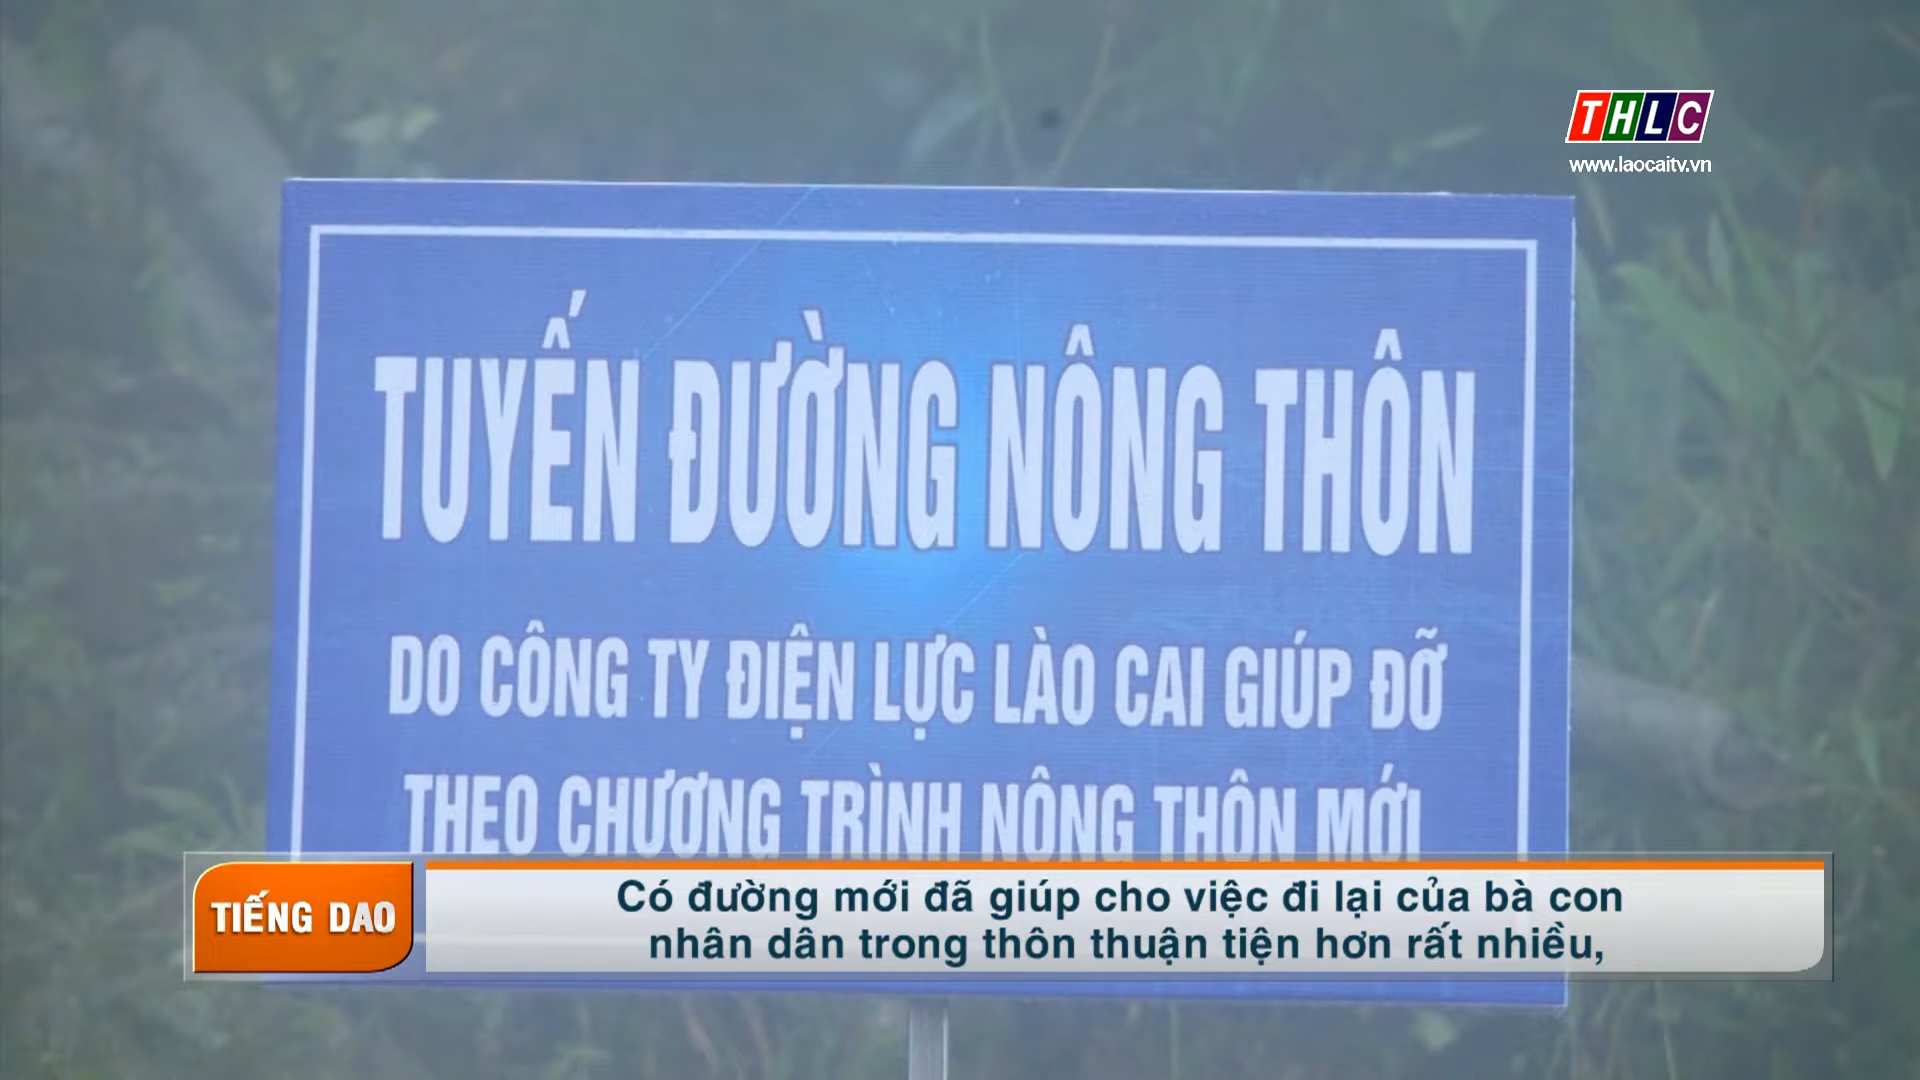 THLC
www.laocaitv.vn
TUYẾN ĐƯỜNG NÔNG THÔN
DO CÔNG TY ĐIỆN LỰC LÀO CAI GIÚP ĐỠ
THEO CHƯƠNG TRÌNH NÔNG THÔN MỚI
TIẾNG DAO
Có đường mới đã giúp cho việc đi lại của bà con
nhân dân trong thôn thuận tiện hơn rất nhiều,